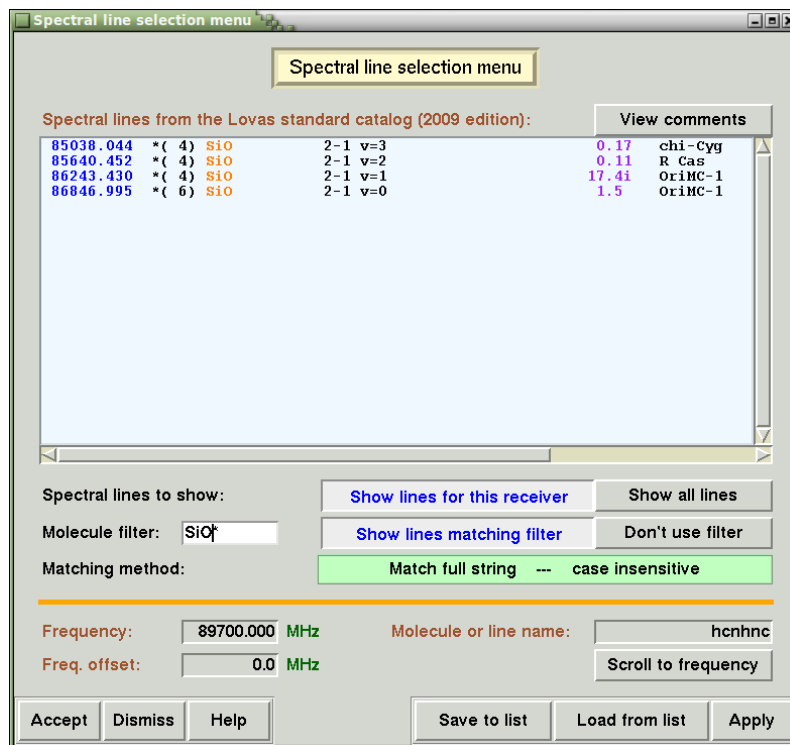 Spectral line selection menu
Spectral line selection menu
Spectral lines from the Lovas standard catalog (2009 edition): View comments
85038.044 *( 4) SiO 2-1 v=3 0.17 chi-Cyg
85640.452 *( 4) SiO 2-1 v=2 0.11 R Cas
86243.430 *( 4) SiO 2-1 v=1 17.4i OriMC-1
86846.995 *( 6) SiO 2-1 v=0 1.5 OriMC-1
Spectral lines to show: Show lines for this receiver Show all lines
Molecule filter: SiO* Show lines matching filter Don't use filter
Matching method: Match full string --- case insensitive
Frequency: 89700.000 MHz Molecule or line name: hcnhnc
Freq. offset: 0.0 MHz Scroll to frequency
Accept Dismiss Help Save to list Load from list Apply